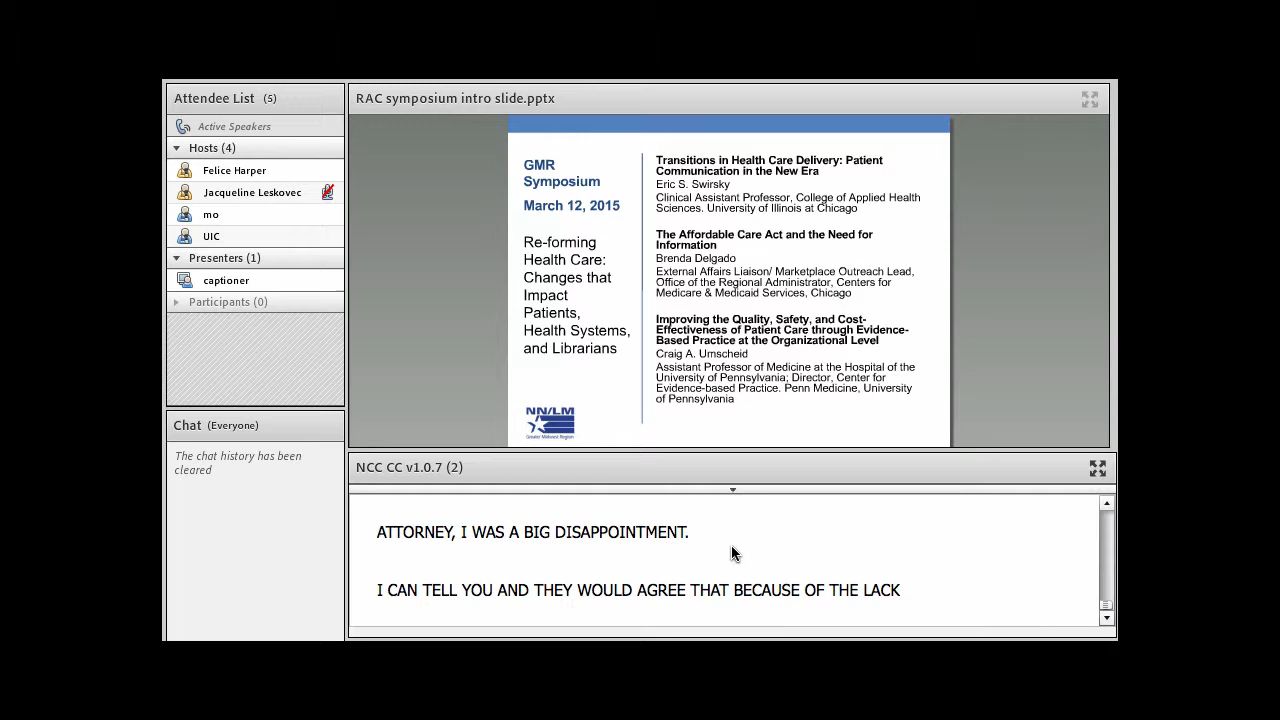 Attendee List (5)
Active Speakers
Hosts (4)
Felice Harper
Jacqueline Leskovec
mo
UIC
Presenters (1)
captioner
Participants (0)
Chat (Everyone)
The chat history has been
cleared
RAC symposium intro slide.pptx
GMR
Symposium
March 12, 2015
Re-forming
Health Care:
Changes that
Impact
Patients,
Health Systems,
and Librarians
NN/LM
Greater Midwest Region
Transitions in Health Care Delivery: Patient
Communication in the New Era
Eric S. Swirsky
Clinical Assistant Professor, College of Applied Health
Sciences. University of Illinois at Chicago
The Affordable Care Act and the Need for
Information
Brenda Delgado
External Affairs Liaison/ Marketplace Outreach Lead,
Office of the Regional Administrator, Centers for
Medicare & Medicaid Services, Chicago
Improving the Quality, Safety, and Cost-
Effectiveness of Patient Care through Evidence-
Based Practice at the Organizational Level
Craig A. Umscheid
Assistant Professor of Medicine at the Hospital of the
University of Pennsylvania; Director, Center for
Evidence-based Practice. Penn Medicine, University
of Pennsylvania
NCC CC v1.0.7 (2)
ATTORNEY, I WAS A BIG DISAPPOINTMENT.
I CAN TELL YOU AND THEY WOULD AGREE THAT BECAUSE OF THE LACK